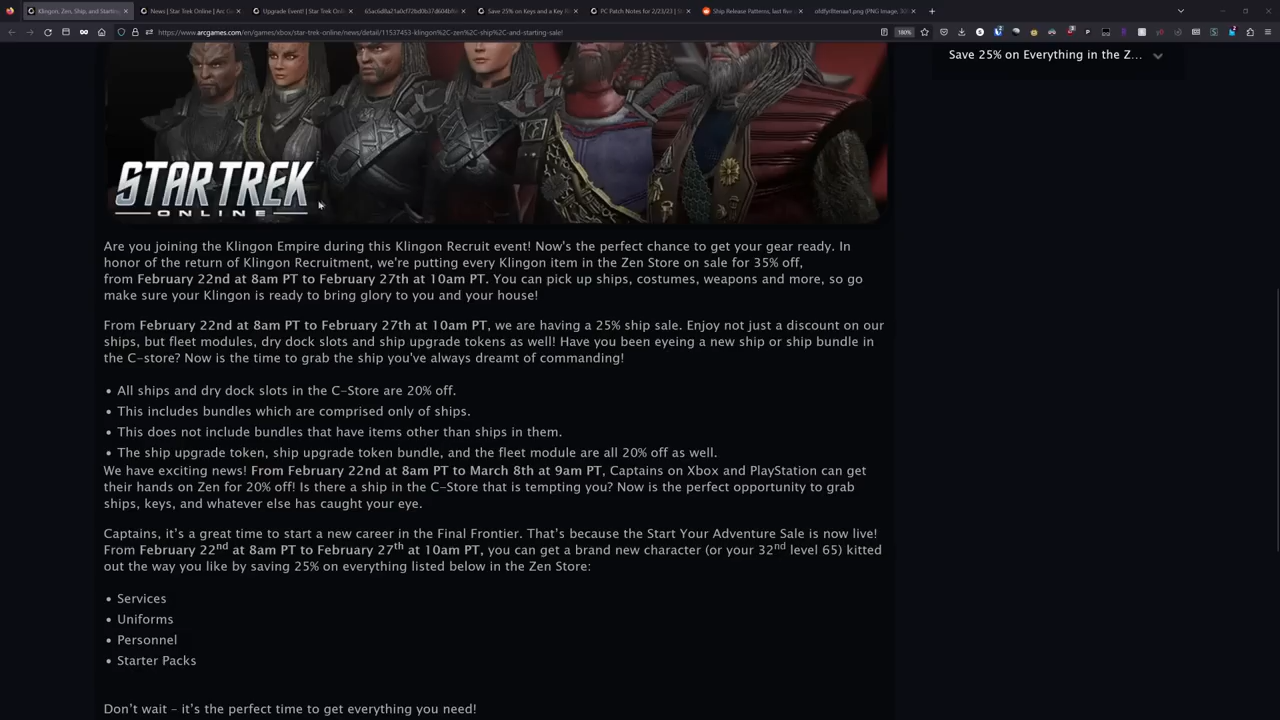 Klingon, Zen, Ship, and Starting
News | Star Trek Online | Arc
Upgrade Event! | Star Trek Onl
Save 25% on Keys and a Key
PC Patch Notes for 2/23/23 |
Ship Release Patterns, last five
https://www.arcgames.com/en/games/xbox/star-trek-online/news/detail/11537453-klingon%2C-zen%2C-ship%2C-and-starting-sale!
180%
Save 25% on Everything in the Z...
STAR TREK
ONLINE
Are you joining the Klingon Empire during this Klingon Recruit event! Now's the perfect chance to get your gear ready. In
honor of the return of Klingon Recruitment, we're putting every Klingon item in the Zen Store on sale for 35% off,
from February 22nd at 8am PT to February 27th at 10am PT. You can pick up ships, costumes, weapons and more, so go
make sure your Klingon is ready to bring glory to you and your house!
From February 22nd at 8am PT to February 27th at 10am PT, we are having a 25% ship sale. Enjoy not just a discount on our
ships, but fleet modules, dry dock slots and ship upgrade tokens as well! Have you been eyeing a new ship or ship bundle in
the C-store? Now is the time to grab the ship you've always dreamt of commanding!
• All ships and dry dock slots in the C-Store are 20% off.
• This includes bundles which are comprised only of ships.
• This does not include bundles that have items other than ships in them.
• The ship upgrade token, ship upgrade token bundle, and the fleet module are all 20% off as well.
We have exciting news! From February 22nd at 8am PT to March 8th at 9am PT, Captains on Xbox and PlayStation can get
their hands on Zen for 20% off! Is there a ship in the C-Store that is tempting you? Now is the perfect opportunity to grab
ships, keys, and whatever else has caught your eye.
Captains, it's a great time to start a new career in the Final Frontier. That's because the Start Your Adventure Sale is now live!
From February 22nd at 8am PT to February 27th at 10am PT, you can get a brand new character (or your 32nd level 65) kitted
out the way you like by saving 25% on everything listed below in the Zen Store:
• Services
• Uniforms
• Personnel
• Starter Packs
Don't wait – it's the perfect time to get everything you need!